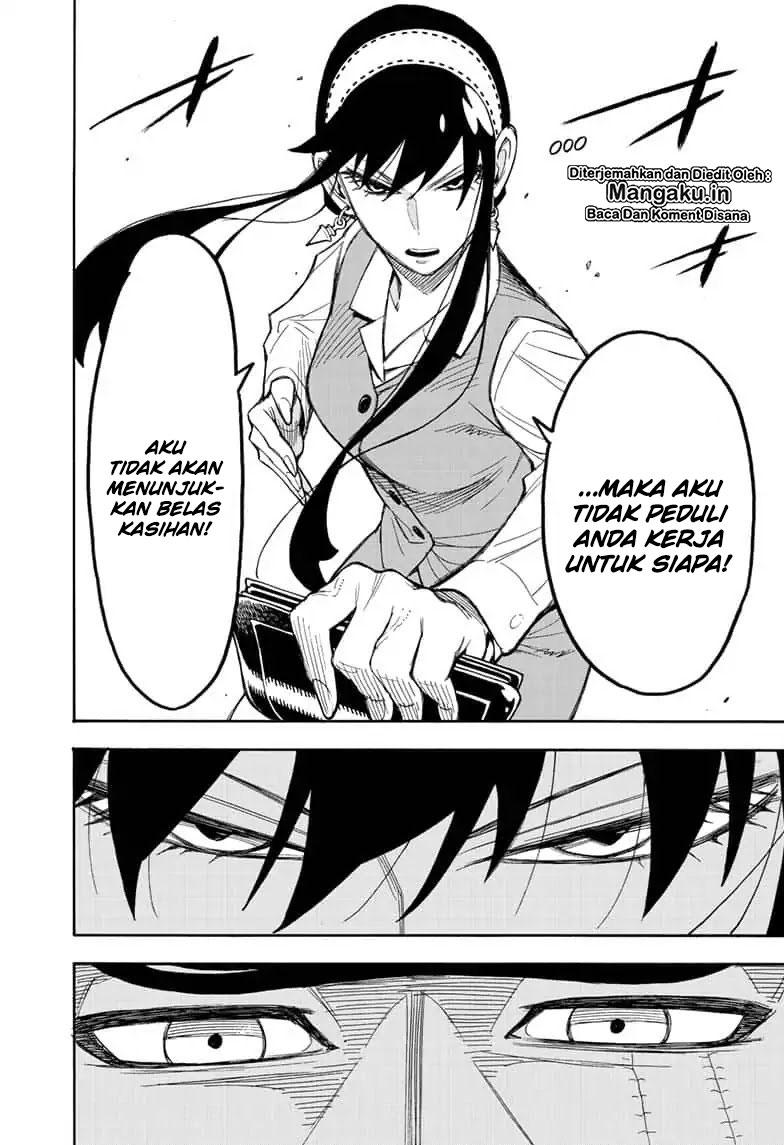 OOO
Diterjemahkan dan Diedit Oleh :
Mangaku.in
Baca Dan Koment Disana
...MAKA AKU
TIDAK PEDULI
ANDA KERJA
UNTUK SIAPA!
AKU
TIDAK AKAN
MENUNJUK-
KAN BELAS
KASIHAN!